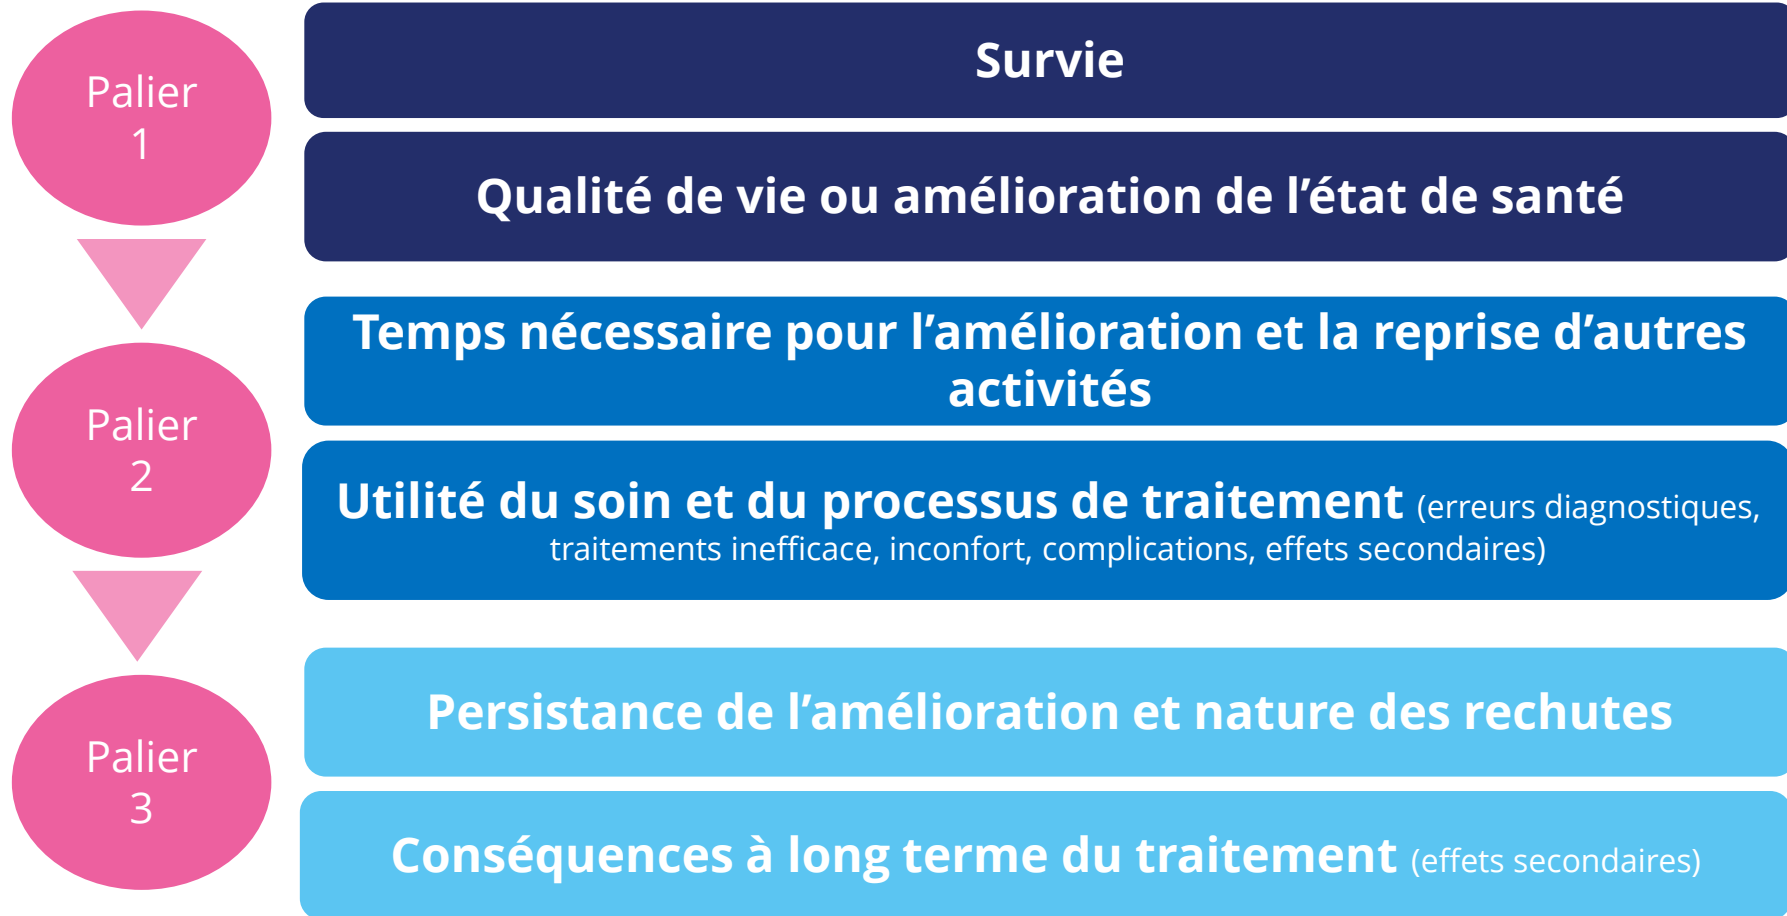 Palier
1
Survie
Qualité de vie ou amélioration de l’état de santé
Palier
2
Temps nécessaire pour l’amélioration et la reprise d’autres
activités
Utilité du soin et du processus de traitement (erreurs diagnostiques,
traitements inefficace, inconfort, complications, effets secondaires)
Palier
3
Persistance de l’amélioration et nature des rechutes
Conséquences à long terme du traitement (effets secondaires)